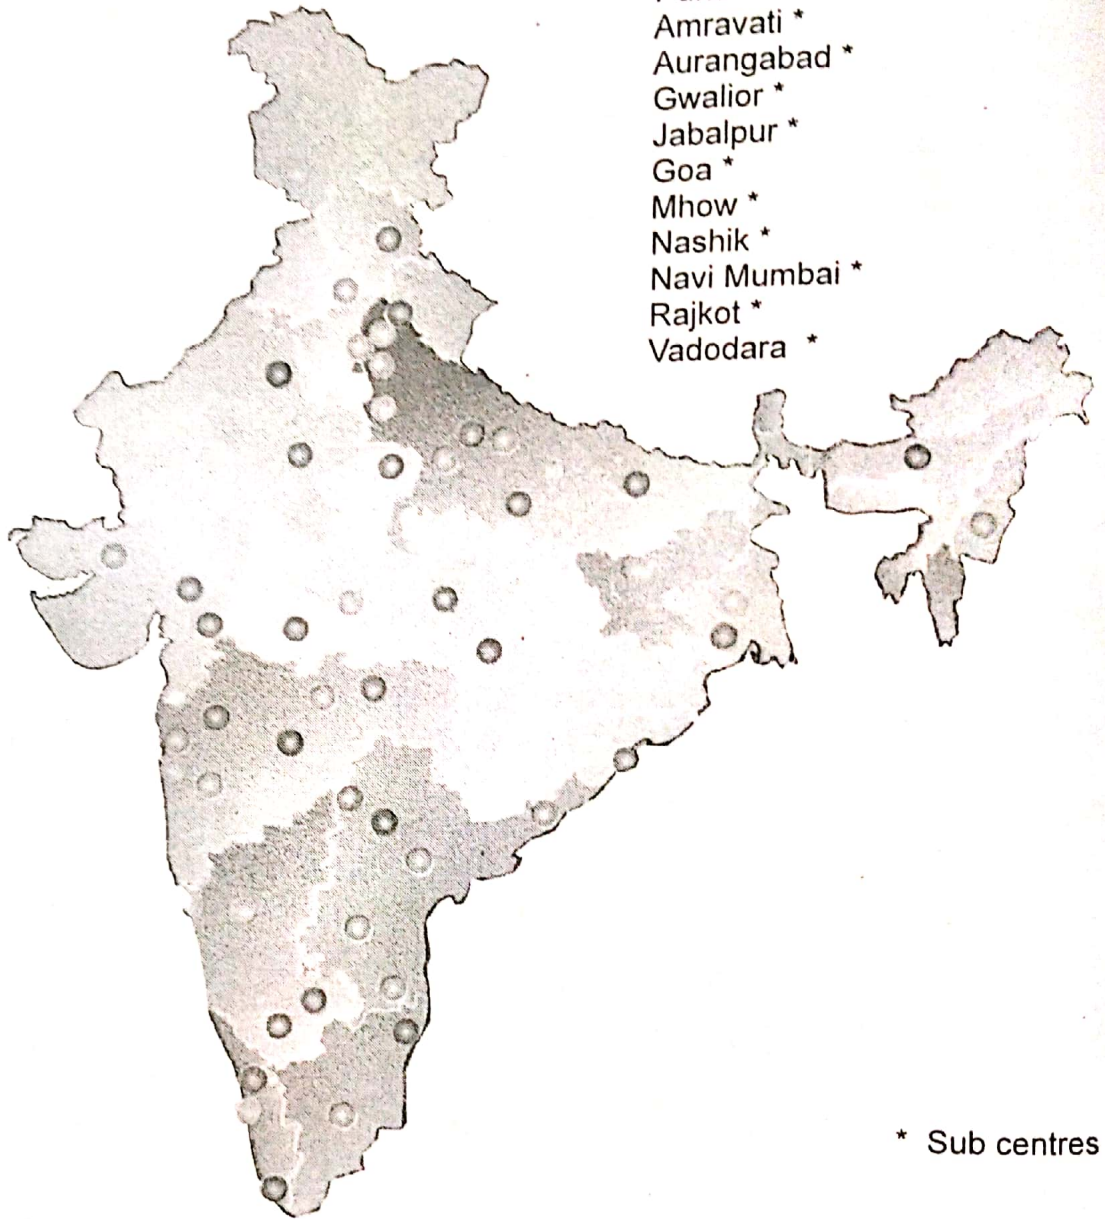 Amravati *
Aurangabad *
Gwalior *
Jabalpur *
Goa *
Mhow *
Nashik *
Navi Mumbai *
Rajkot *
Vadodara *
* Sub centres